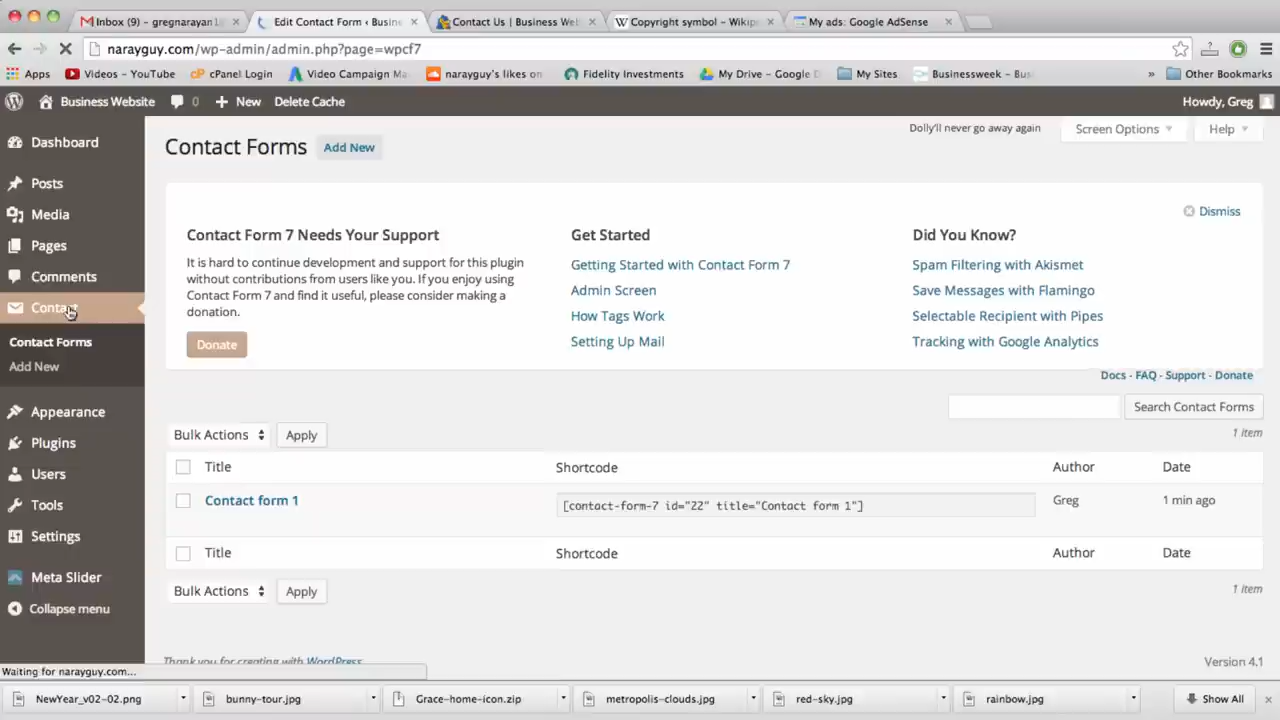 Inbox (9) - gregnarayan
Edit Contact Form ‹ Busin
Contact Us | Business Web
Copyright symbol - Wikip
My ads: Google AdSense
narayguy.com/wp-admin/admin.php?page=wpcf7
Apps Videos - YouTube cPanel Login Video Campaign Ma narayguy's likes on Fidelity Investments My Drive - Google D My Sites Businessweek - Bus » Other Bookmarks
Business Website 0 + New Delete Cache Howdy, Greg
Dashboard
Posts
Media
Pages
Comments
Contact
Contact Forms
Add New
Appearance
Plugins
Users
Tools
Settings
Meta Slider
Collapse menu
Dolly'll never go away again Screen Options Help
Contact Forms Add New
Dismiss
Contact Form 7 Needs Your Support
It is hard to continue development and support for this plugin
without contributions from users like you. If you enjoy using
Contact Form 7 and find it useful, please consider making a
donation.
Donate
Get Started
Getting Started with Contact Form 7
Admin Screen
How Tags Work
Setting Up Mail
Did You Know?
Spam Filtering with Akismet
Save Messages with Flamingo
Selectable Recipient with Pipes
Tracking with Google Analytics
Docs - FAQ - Support - Donate
Search Contact Forms
Bulk Actions Apply 1 item
Title Shortcode Author Date
Contact form 1 [contact-form-7 id="22" title="Contact form 1"] Greg 1 min ago
Title Shortcode Author Date
Bulk Actions Apply 1 item
Thank you for creating with WordPress. Version 4.1
Waiting for narayguy.com...
NewYear_v02-02.png bunny-tour.jpg Grace-home-icon.zip metropolis-clouds.jpg red-sky.jpg rainbow.jpg Show All